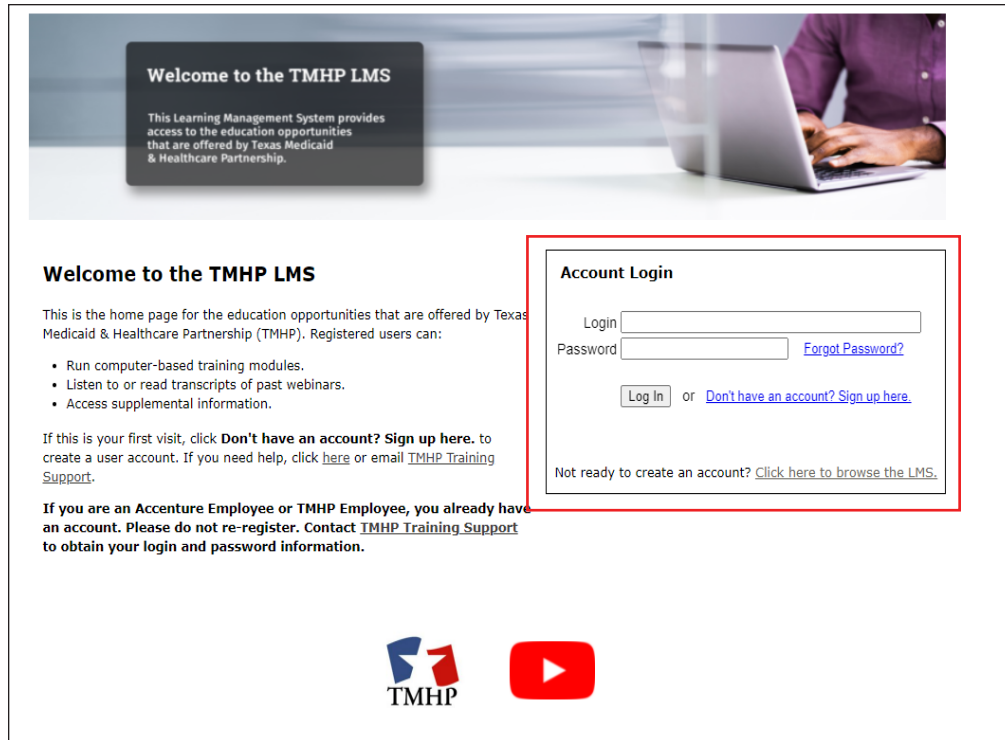 Welcome to the TMHP LMS
This Learning Management System provides
access to the education opportunities
that are offered by Texas Medicaid
& Healthcare Partnership.
Welcome to the TMHP LMS
This is the home page for the education opportunities that are offered by Texas
Medicaid & Healthcare Partnership (TMHP). Registered users can:
• Run computer-based training modules.
• Listen to or read transcripts of past webinars.
• Access supplemental information.
If this is your first visit, click Don't have an account? Sign up here. to
create a user account. If you need help, click here or email TMHP Training
Support.
If you are an Accenture Employee or TMHP Employee, you already have
an account. Please do not re-register. Contact TMHP Training Support
to obtain your login and password information.
Account Login
Login
Password Forgot Password?
Log In or Don't have an account? Sign up here.
Not ready to create an account? Click here to browse the LMS.
TMHP